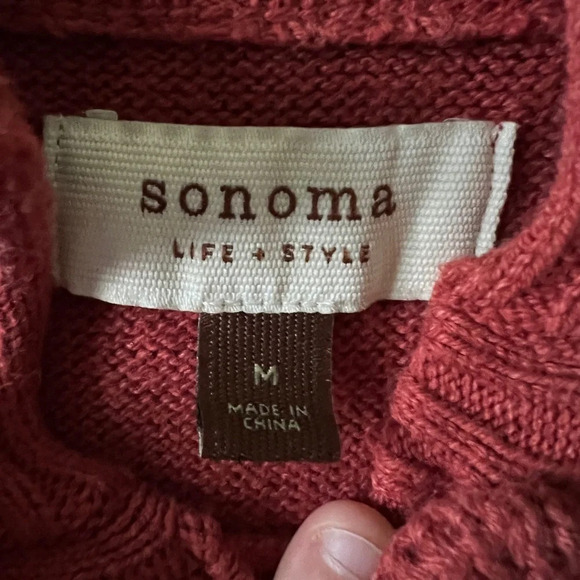 sonoma
LIFE + STYLE
M
MADE IN
CHINA